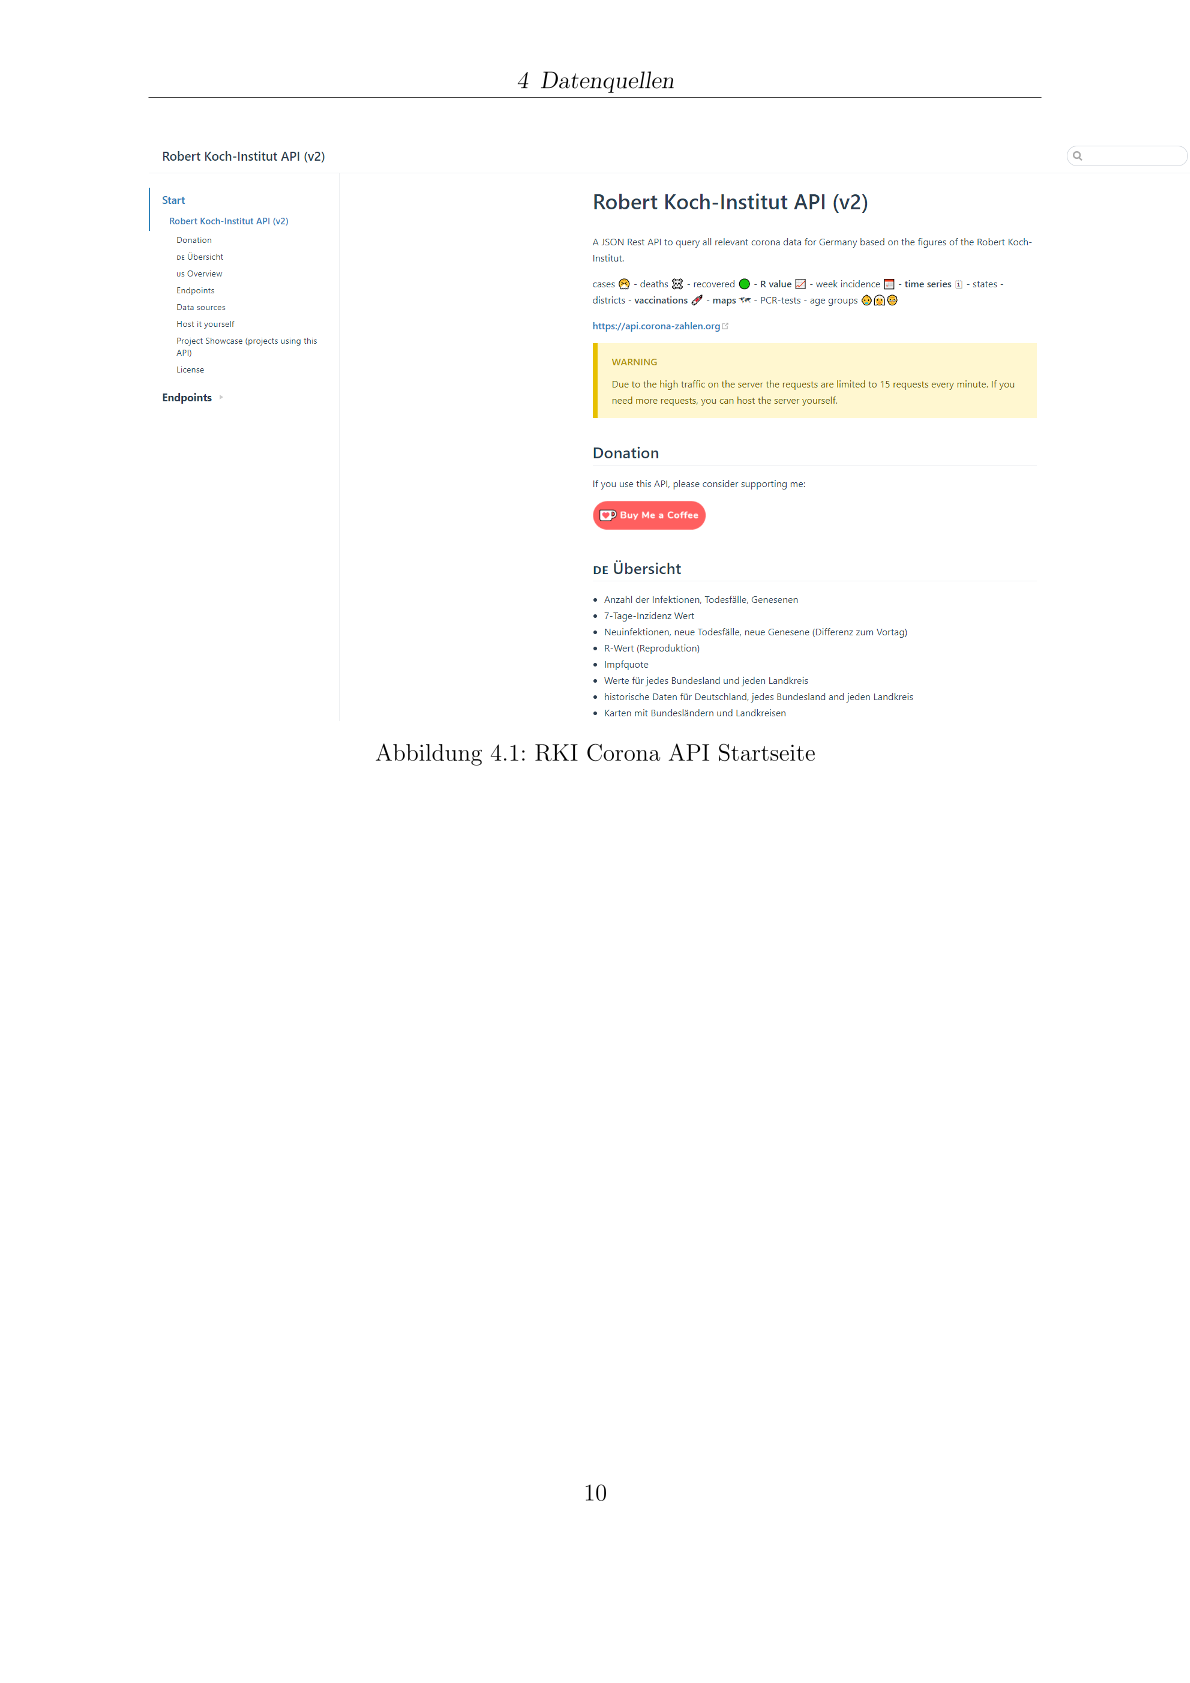 4 Datenquellen
Robert Koch-Institut API (v2)
Start
Robert Koch-Institut API (v2)
Donation
DE Übersicht
US Overview
Endpoints
Data sources
Host it yourself
Project Showcase (projects using this
API)
License
Endpoints
Robert Koch-Institut API (v2)
A JSON Rest API to query all relevant corona data for Germany based on the figures of the Robert Koch-
Institut.
cases 😷 - deaths ☠ - recovered 🟢 - R value 📈 - week incidence 📅 - time series 🗓 - states -
districts - vaccinations 💉 - maps 🗺 - PCR-tests - age groups 👴👨👶
https://api.corona-zahlen.org
WARNING
Due to the high traffic on the server the requests are limited to 15 requests every minute. If you
need more requests, you can host the server yourself.
Donation
If you use this API, please consider supporting me:
Buy Me a Coffee
DE Übersicht
• Anzahl der Infektionen, Todesfälle, Genesenen
• 7-Tage-Inzidenz Wert
• Neuinfektionen, neue Todesfälle, neue Genesene (Differenz zum Vortag)
• R-Wert (Reproduktion)
• Impfquote
• Werte für jedes Bundesland und jeden Landkreis
• historische Daten für Deutschland, jedes Bundesland and jeden Landkreis
• Karten mit Bundesländern und Landkreisen
Abbildung 4.1: RKI Corona API Startseite
10